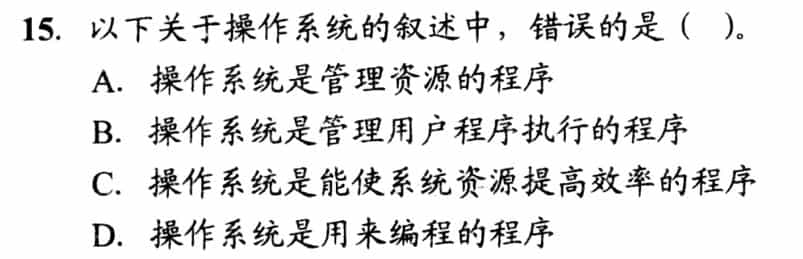 15. 以下关于操作系统的叙述中，错误的是（ ）。
A. 操作系统是管理资源的程序
B. 操作系统是管理用户程序执行的程序
C. 操作系统是能使系统资源提高效率的程序
D. 操作系统是用来编程的程序